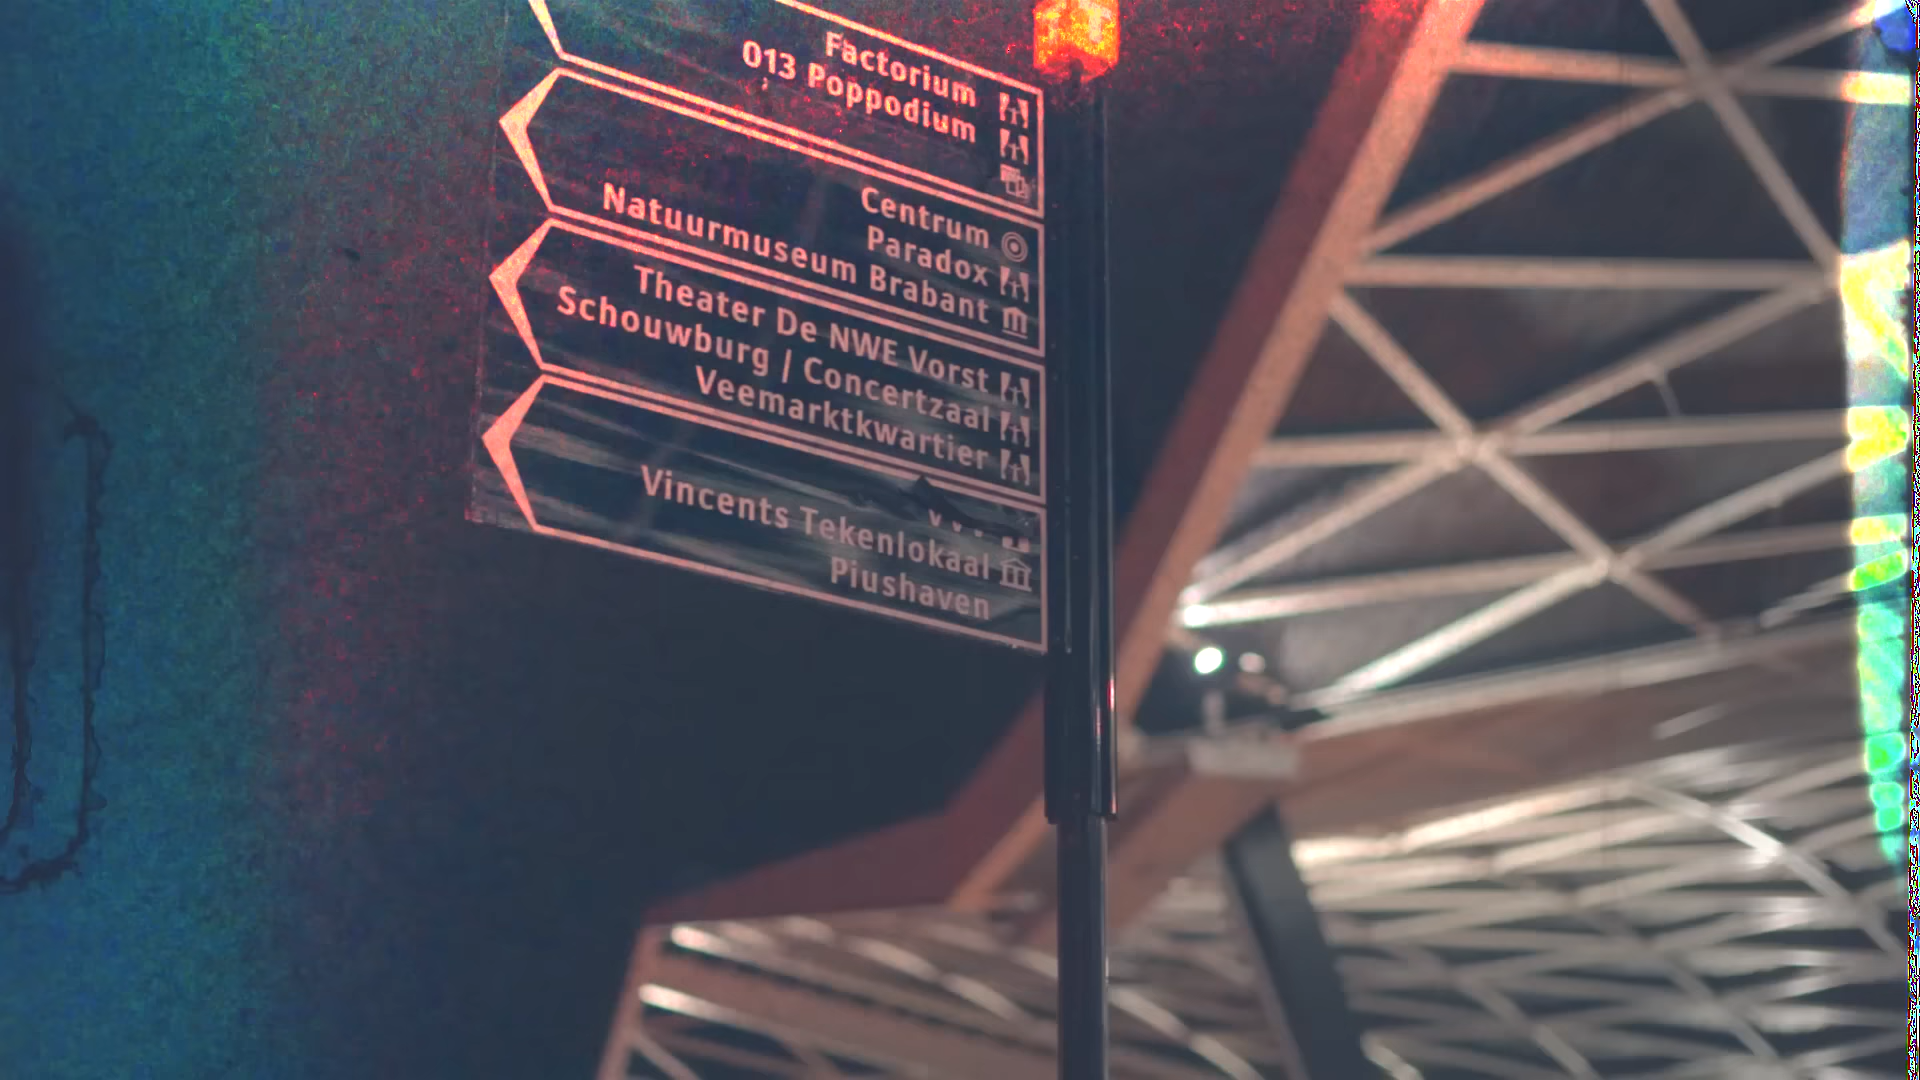 Factorium
013 Poppodium
Centrum
Paradox
Natuurmuseum Brabant
Theater De NWE Vorst
Schouwburg / Concertzaal
Veemarktkwartier
Vincents Tekenlokaal
Piushaven